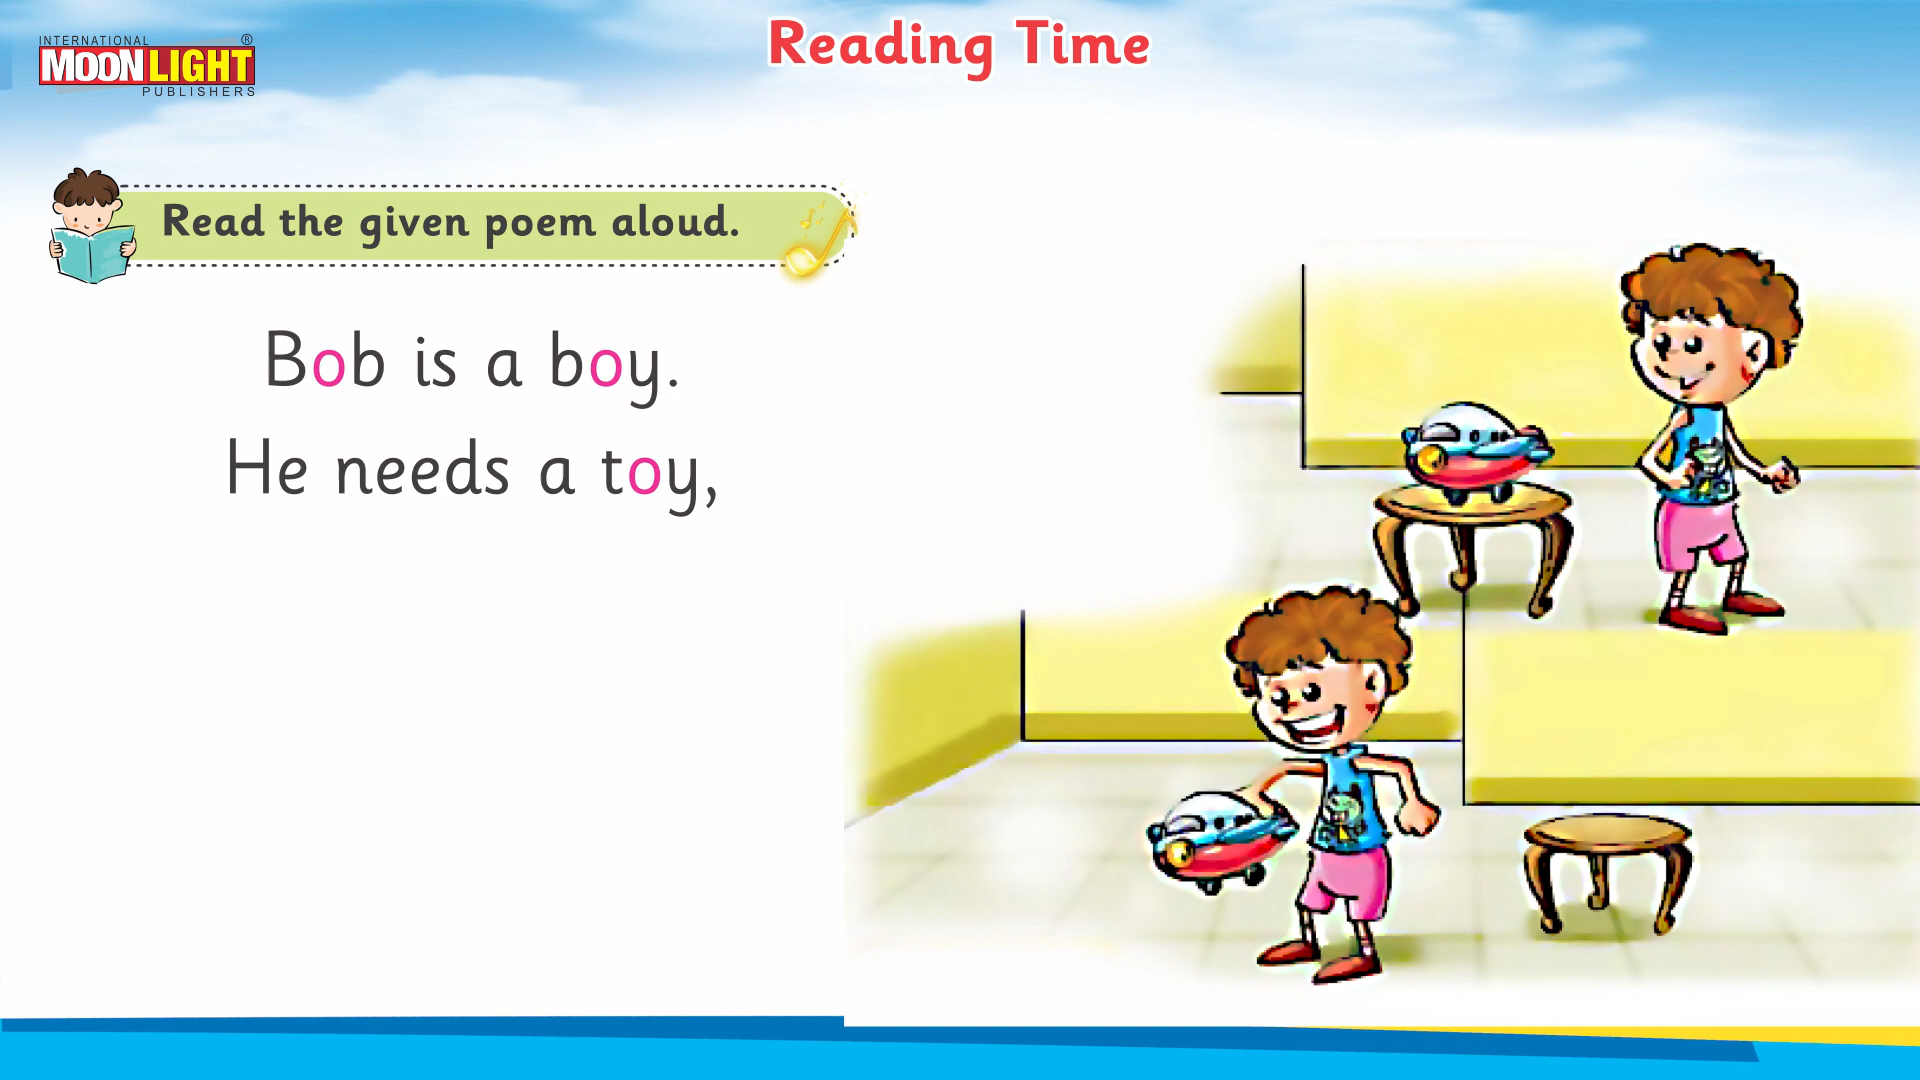 INTERNATIONAL ®
MOONLIGHT
PUBLISHERS
Reading Time
Read the given poem aloud.
Bob is a boy.
He needs a toy,